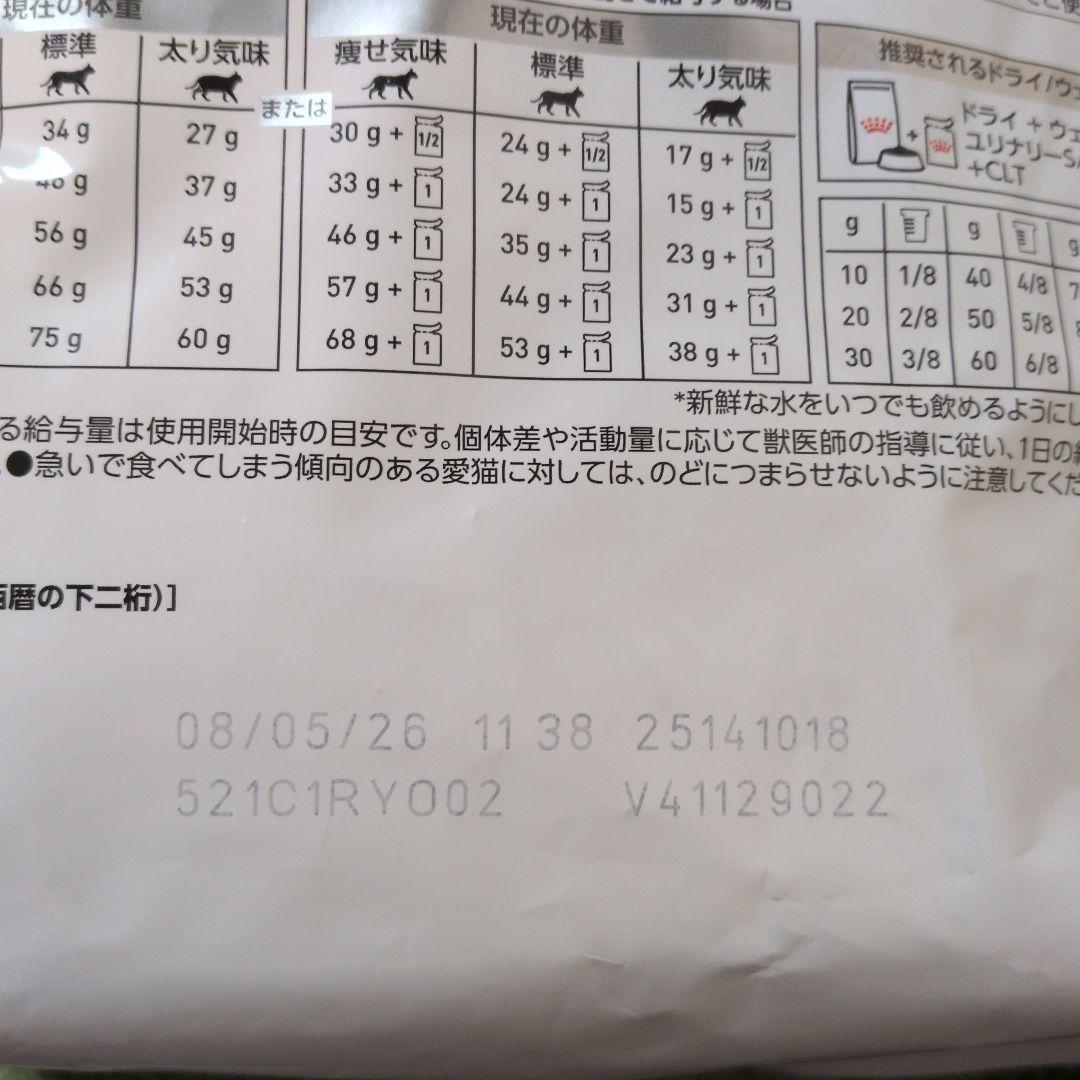 現在の体重
標準 太り気味
34 g 27 g
g 37 g
56 g 45 g
66 g 53 g
75 g 60 g
または
現在の体重
痩せ気味 標準 太り気味
30 g + 1/2 24 g + 1/2 17 g + 1/2
33 g + 1 24 g + 1 15 g + 1
46 g + 1 35 g + 1 23 g + 1
57 g + 1 44 g + 1 31 g + 1
68 g + 1 53 g + 1 38 g + 1
推奨されるドライ/ウェ
ドライ + ウェ
ユリナリーS/
+CLT
g g g
10 1/8 40 4/8 7
20 2/8 50 5/8
30 3/8 60 6/8
*新鮮な水をいつでも飲めるようにし
る給与量は使用開始時の目安です。個体差や活動量に応じて獣医師の指導に従い、1日の
●急いで食べてしまう傾向のある愛猫に対しては、のどにつまらせないように注意してくだ
西暦の下二桁)]
08/05/26 11 38 25141018
521C1RYO02 V41129022